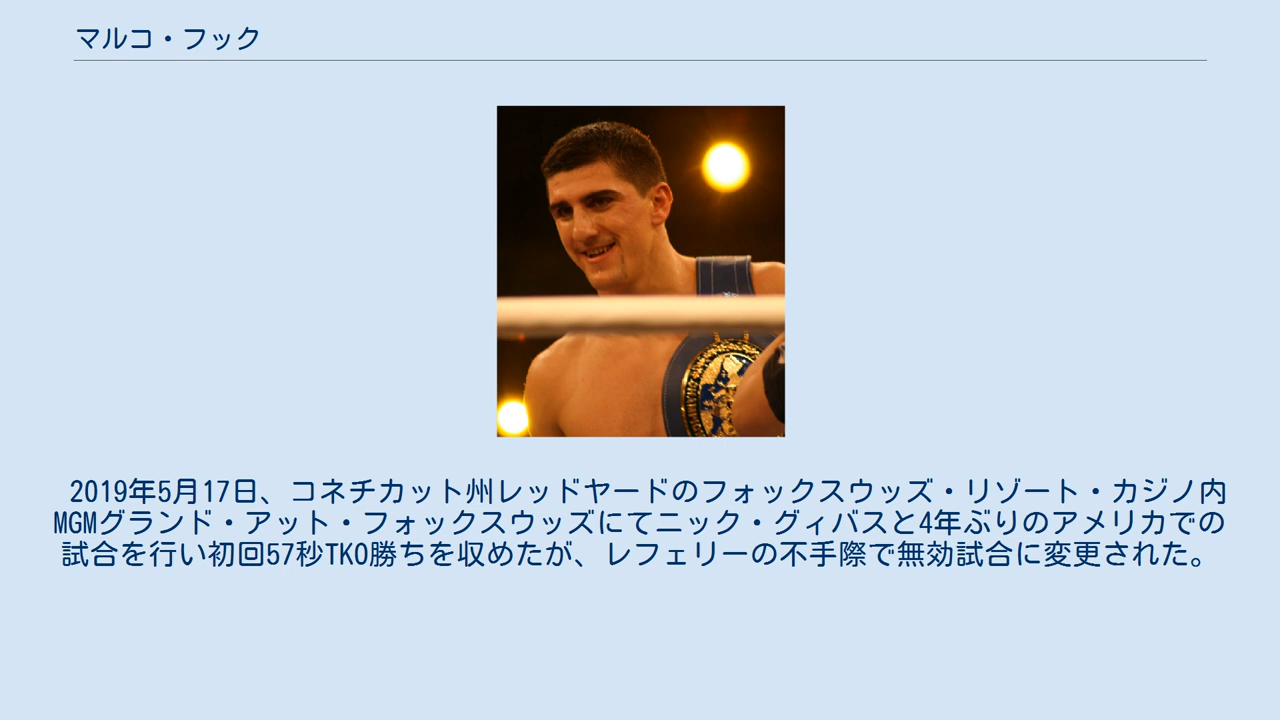 マルコ・フック
2019年5月17日、コネチカット州レッドヤードのフォックスウッズ・リゾート・カジノ内
MGMグランド・アット・フォックスウッズにてニック・グィバスと4年ぶりのアメリカでの
試合を行い初回57秒TKO勝ちを収めたが、レフェリーの不手際で無効試合に変更された。